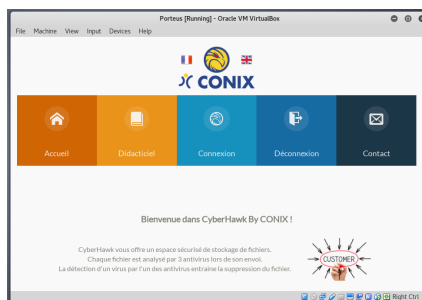 Porteus [Running] - Oracle VM VirtualBox
File Machine View Input Devices Help
CONIX
Accueil Didacticiel Connexion Déconnexion Contact
Bienvenue dans CyberHawk By CONIX !
CyberHawk vous offre un espace sécurisé de stockage de fichiers.
Chaque fichier est analysé par 3 antivirus lors de son envoi.
La détection d'un virus par l'un des antivirus entraine la suppression du fichier.
CUSTOMER
Right Ctrl